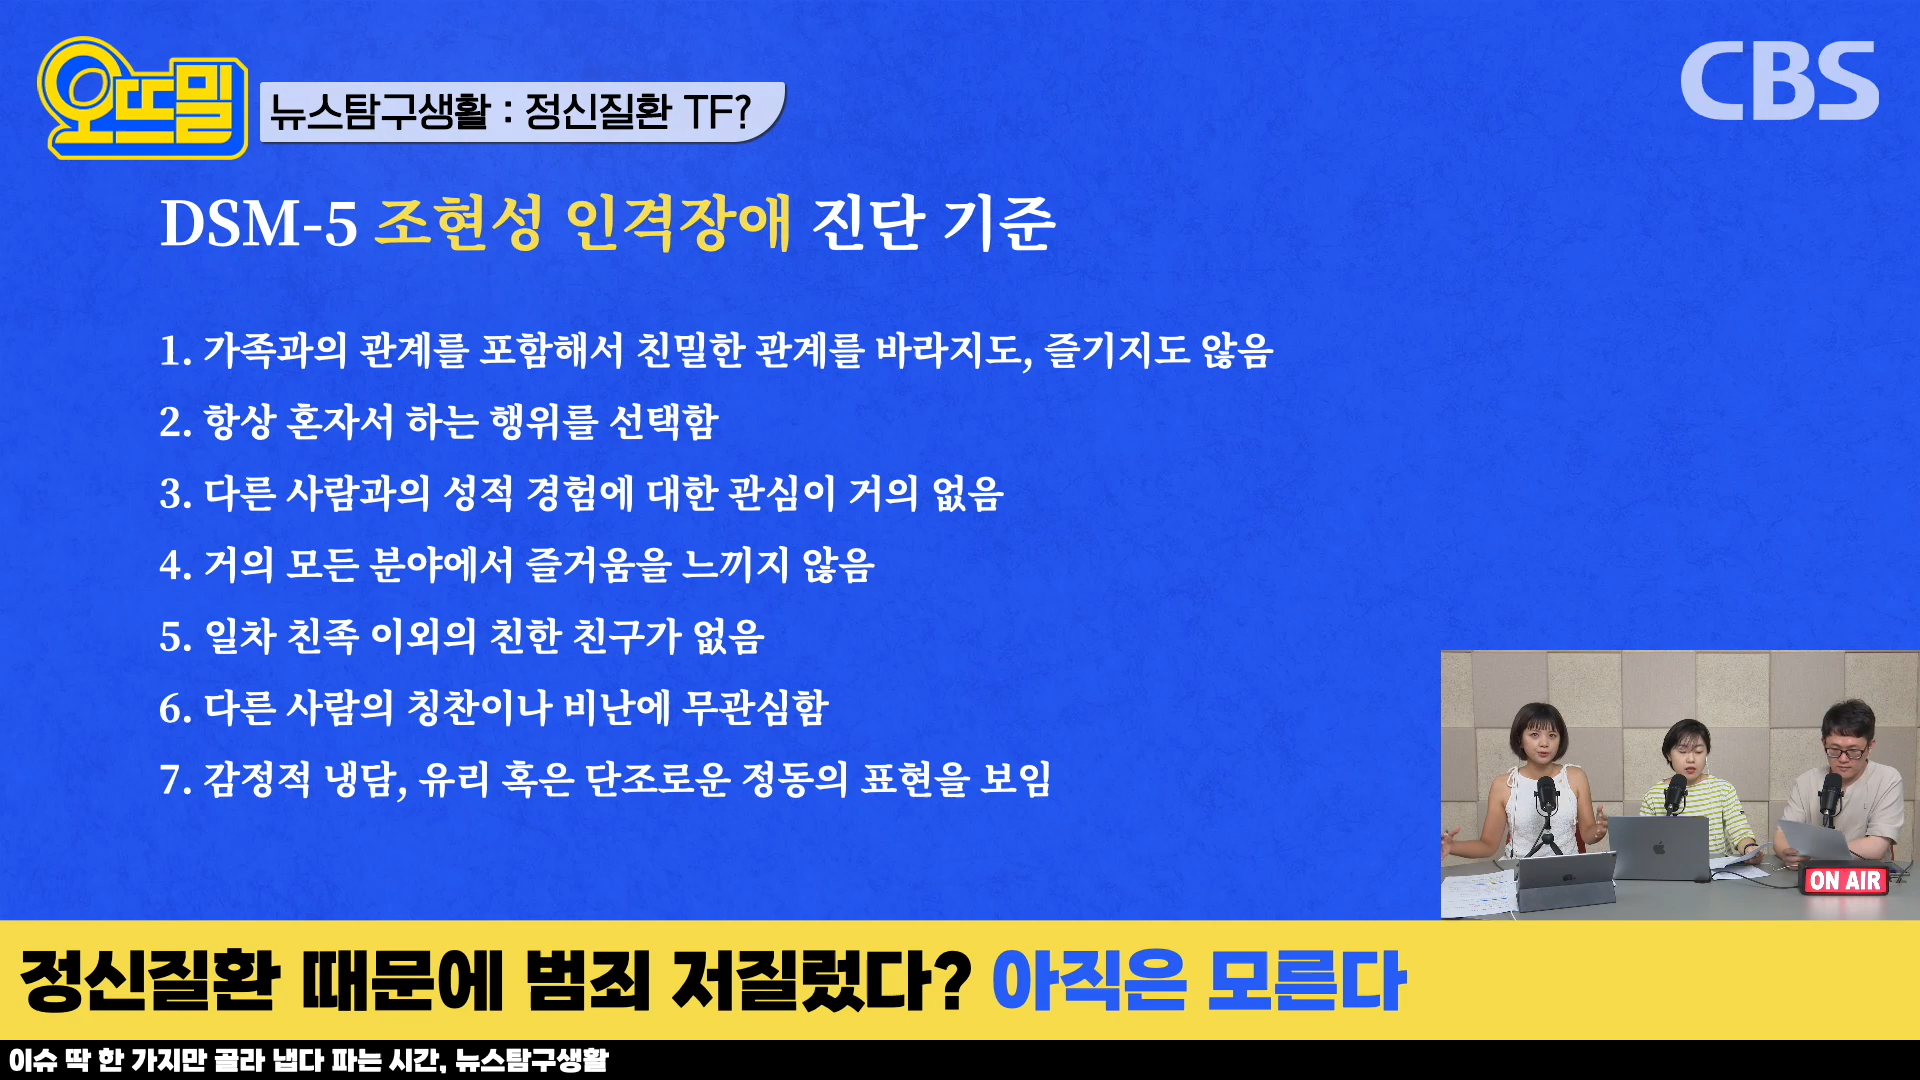 오뜨밀
뉴스탐구생활 : 정신질환 TF?
CBS
DSM-5 조현성 인격장애 진단 기준
1. 가족과의 관계를 포함해서 친밀한 관계를 바라지도, 즐기지도 않음
2. 항상 혼자서 하는 행위를 선택함
3. 다른 사람과의 성적 경험에 대한 관심이 거의 없음
4. 거의 모든 분야에서 즐거움을 느끼지 않음
5. 일차 친족 이외의 친한 친구가 없음
6. 다른 사람의 칭찬이나 비난에 무관심함
7. 감정적 냉담, 유리 혹은 단조로운 정동의 표현을 보임
ON AIR
정신질환 때문에 범죄 저질렀다? 아직은 모른다
이슈 딱 한 가지만 골라 냅다 파는 시간, 뉴스탐구생활